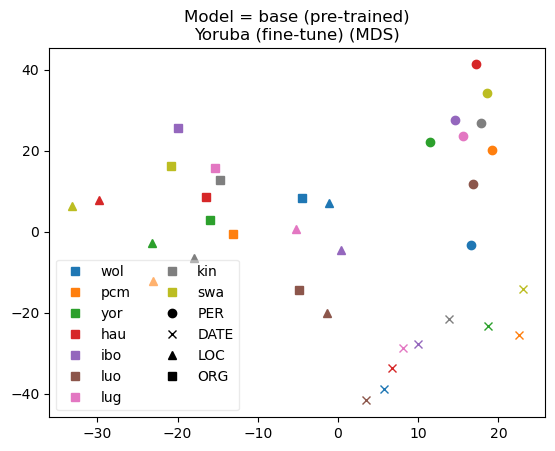 Model = base (pre-trained)
Yoruba (fine-tune) (MDS)
40
20
0
−20
−40
wol
pcm
yor
hau
ibo
luo
lug
kin
swa
PER
DATE
LOC
ORG
−30 −20 −10 0 10 20